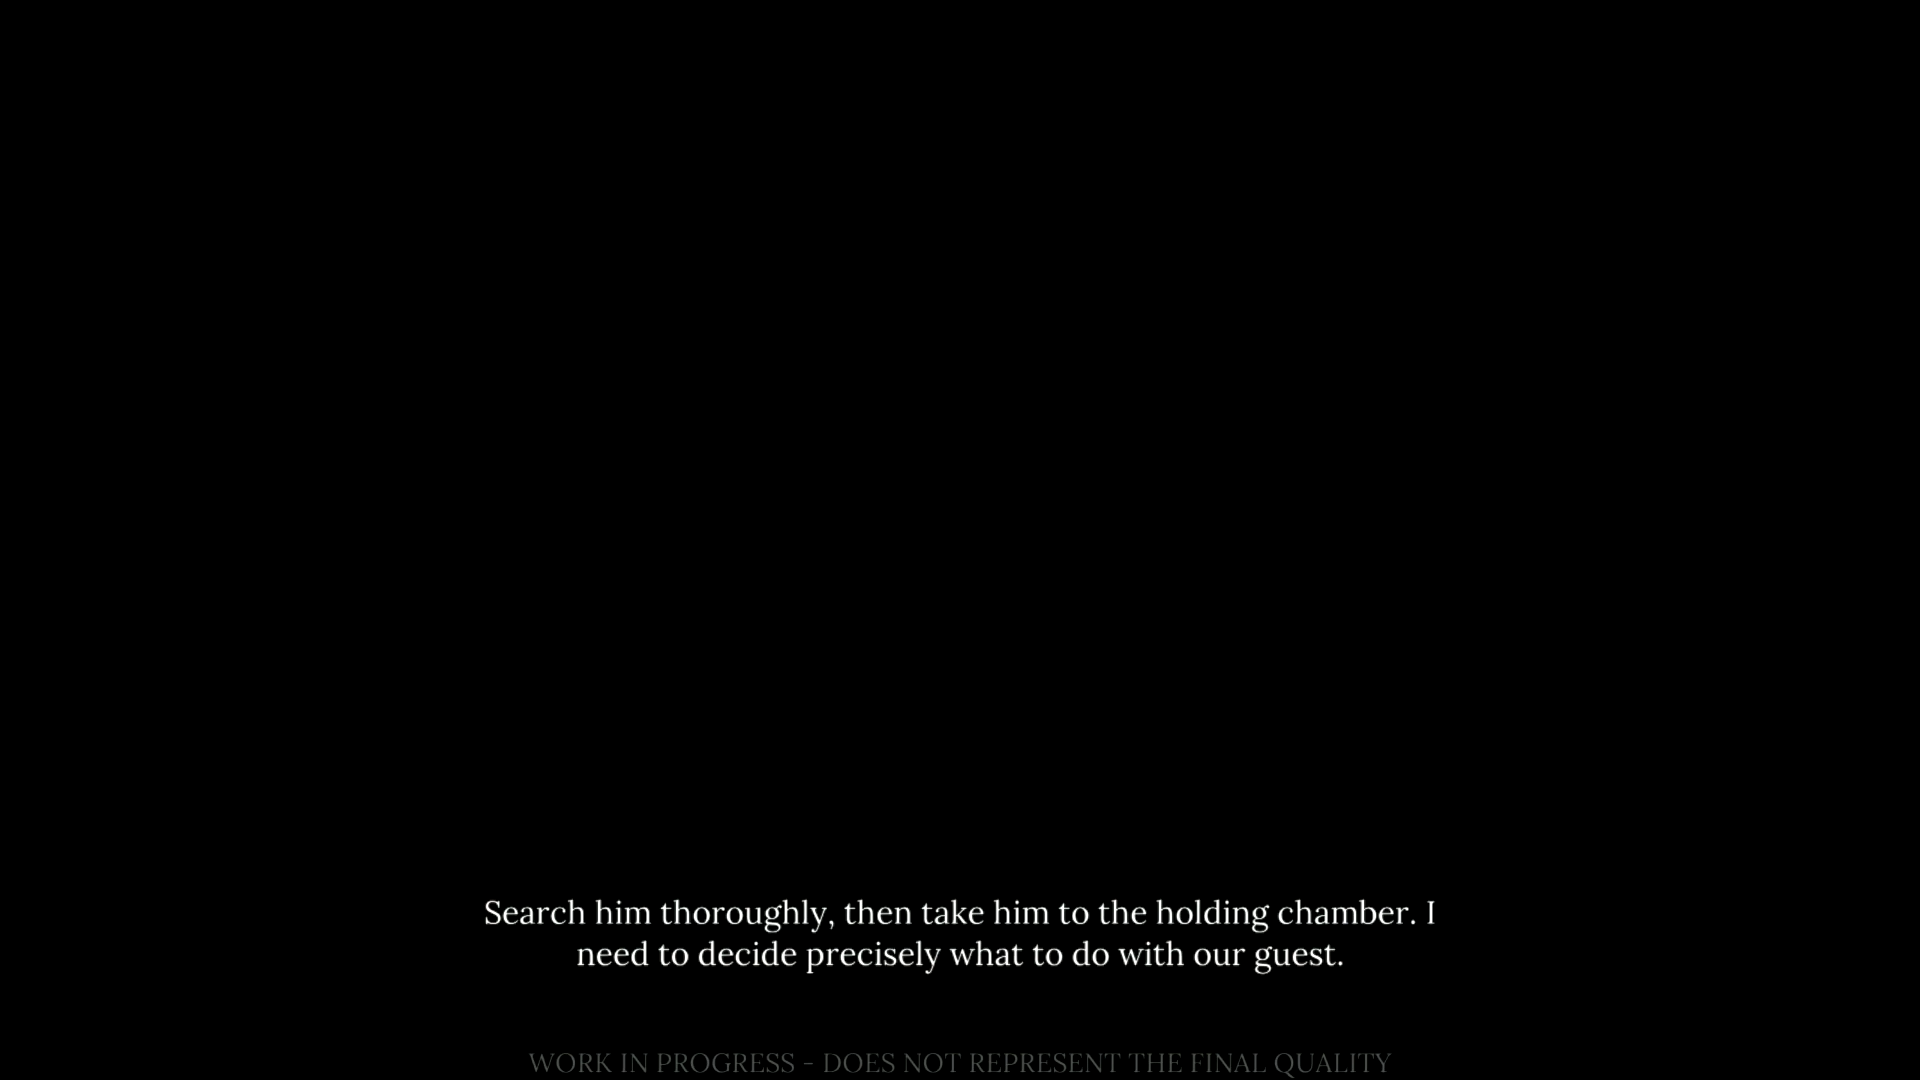 Search him thoroughly, then take him to the holding chamber. I
need to decide precisely what to do with our guest.
WORK IN PROGRESS - DOES NOT REPRESENT THE FINAL QUALITY